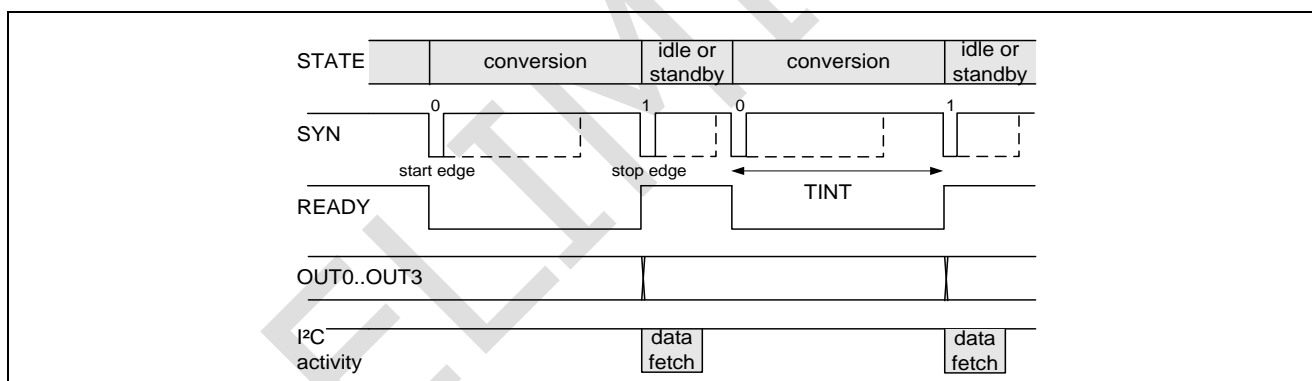 STATE
conversion
idle or
standby
conversion
idle or
standby
0
1
0
1
SYN
start edge
stop edge
TINT
READY
OUT0..OUT3
I²C
activity
data
fetch
data
fetch
ELIM